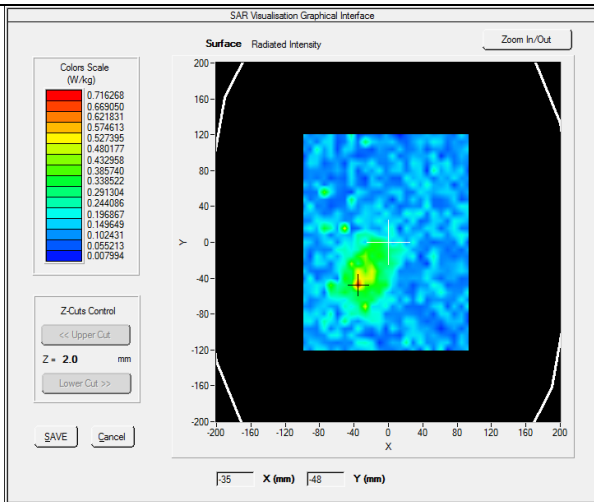 SAR Visualisation Graphical Interface
Surface Radiated Intensity
Zoom In/Out
Colors Scale
(W/kg)
0.716268
0.669050
0.621831
0.574613
0.527395
0.480177
0.432958
0.385740
0.338522
0.291304
0.244086
0.196867
0.149649
0.102431
0.055213
0.007994
Z-Cuts Control
<< Upper Cut
Z = 2.0 mm
Lower Cut >>
SAVE Cancel
200
160
120
80
40
0
-40
-80
-120
-160
-200
Y
-200 -160 -120 -80 -40 0 40 80 120 160 200
X
-35 X (mm) -48 Y (mm)